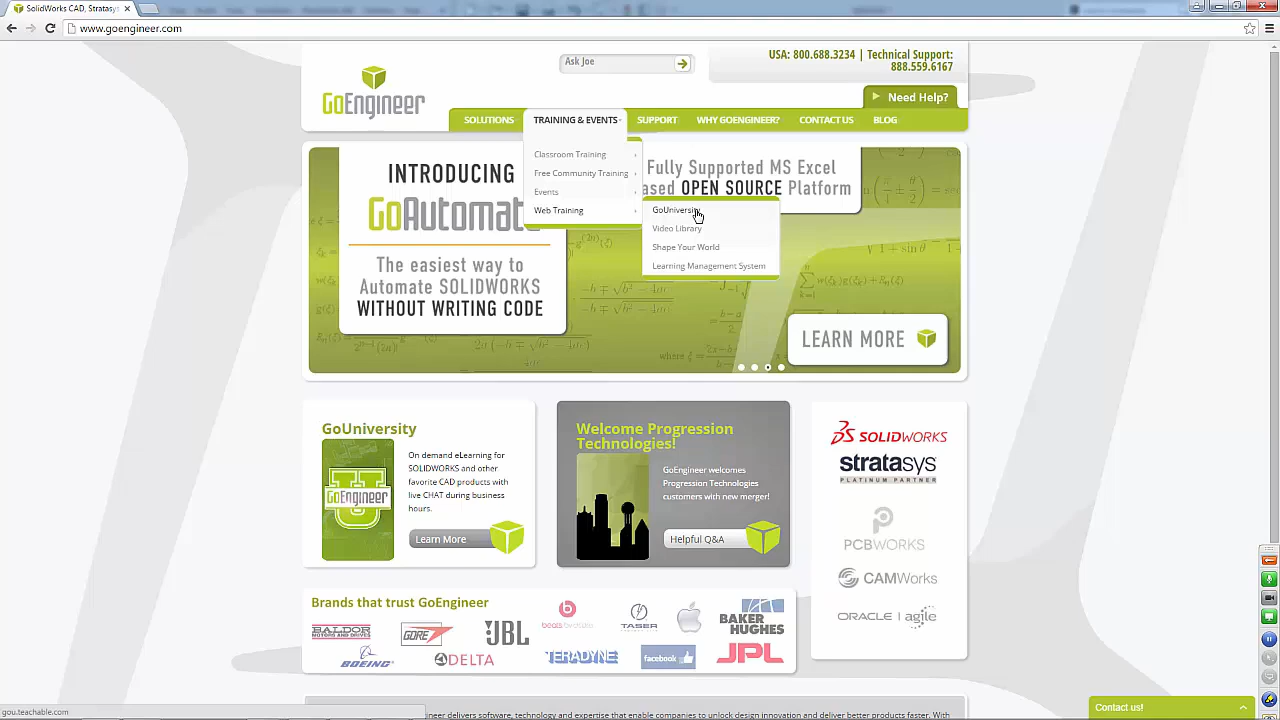 SolidWorks CAD, Stratasys
www.goengineer.com
Ask Joe
USA: 800.688.3234 | Technical Support:
888.559.6167
Need Help?
GoEngineer
SOLUTIONS
TRAINING & EVENTS
SUPPORT
WHY GOENGINEER?
CONTACT US
BLOG
Classroom Training
Free Community Training
Events
Web Training
GoUniversity
Video Library
Shape Your World
Learning Management System
INTRODUCING
GoAutomat
The easiest way to
Automate SOLIDWORKS
WITHOUT WRITING CODE
Fully Supported MS Excel
ased OPEN SOURCE Platform
LEARN MORE
GoUniversity
GoEngineer
On demand eLearning for
SOLIDWORKS and other
favorite CAD products with
live CHAT during business
hours.
Learn More
Welcome Progression
Technologies!
GoEngineer welcomes
Progression Technologies
customers with new merger!
Helpful Q&A
SOLIDWORKS
stratasys
PLATINUM PARTNER
PCBWORKS
CAMWorks
ORACLE | agile
Brands that trust GoEngineer
BALDOR
MOTORS AND DRIVES
GORE
JBL
TASER
BAKER
HUGHES
BOEING
DELTA
TERADYNE
facebook
JPL
gou.teachable.com
ineer delivers software, technology and expertise that enable companies to unlock design innovation and deliver better products faster. With
Contact us!